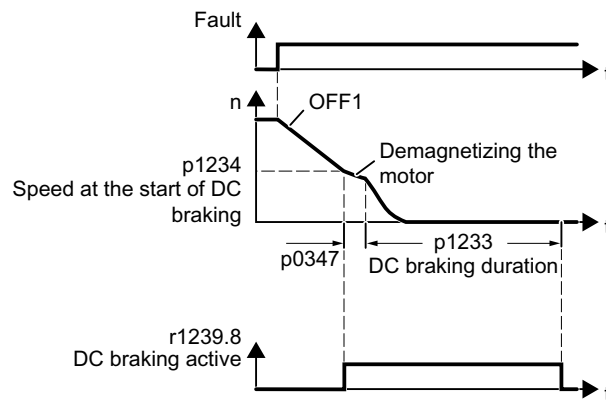 Fault
t
n
OFF1
p1234
Speed at the start of DC
braking
Demagnetizing the
motor
t
p0347
p1233
DC braking duration
r1239.8
DC braking active
t